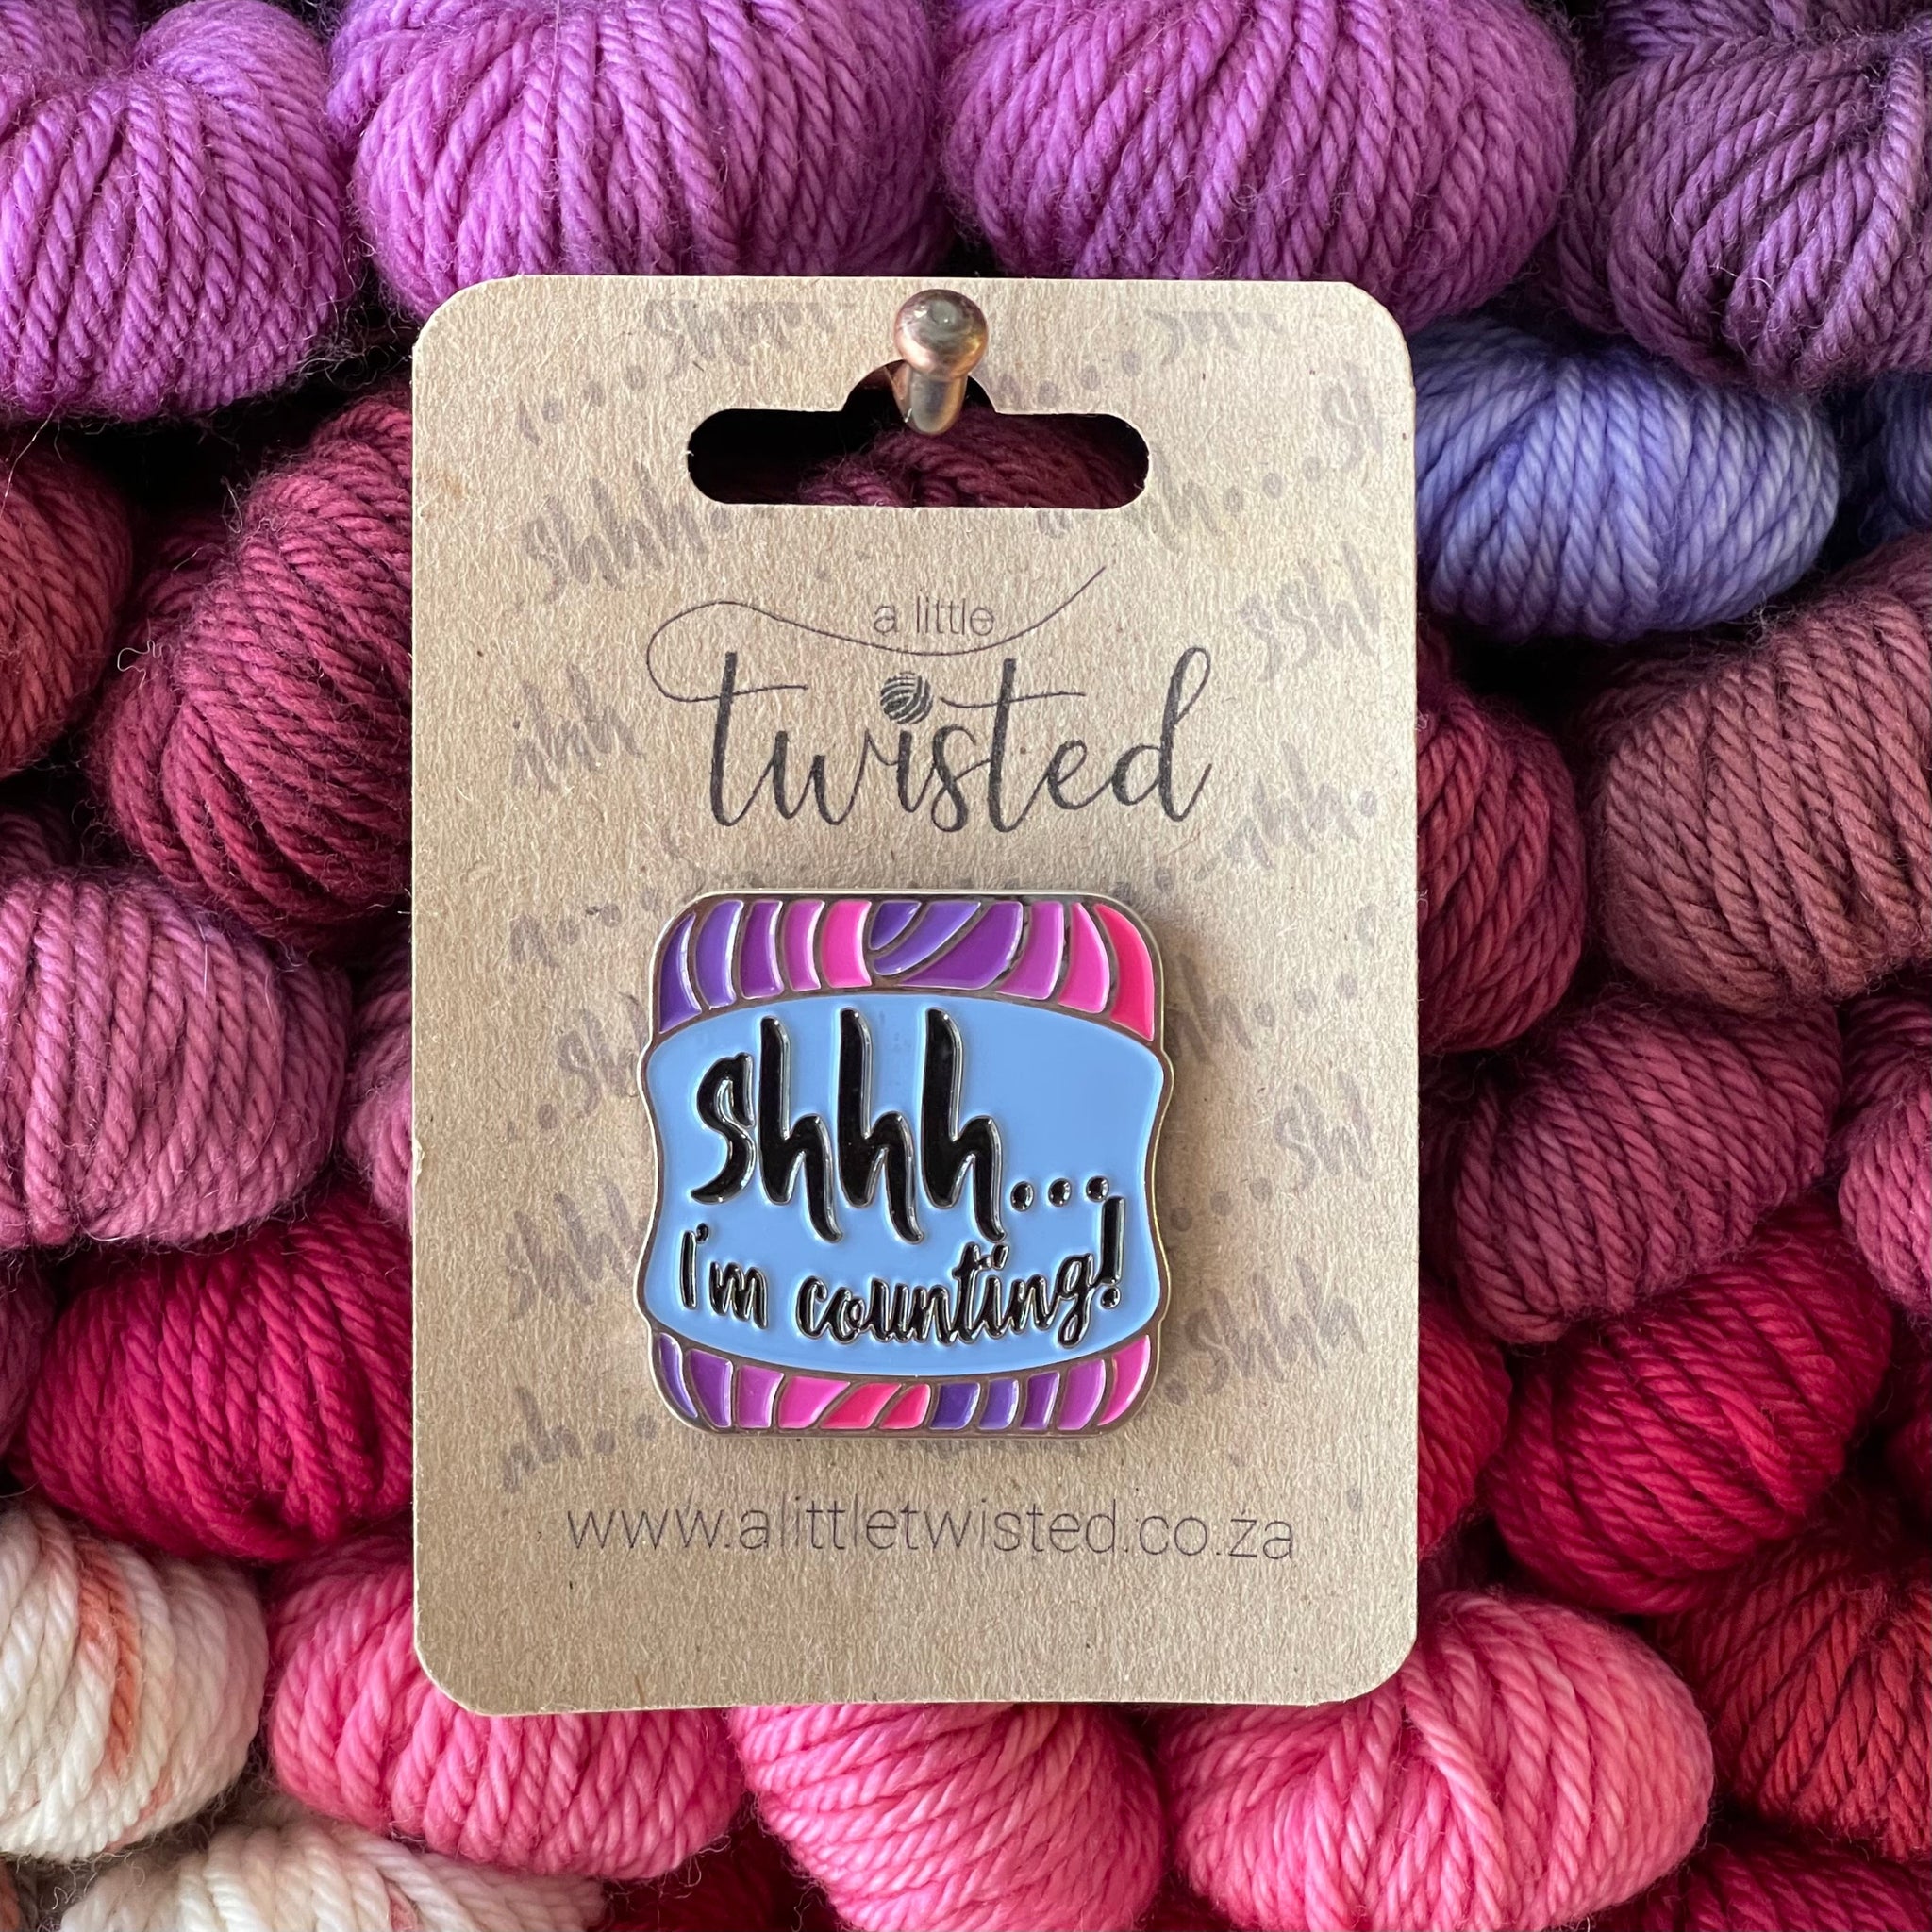 a little
twisted
shhh...
I'm counting!
www.alittletwisted.co.za